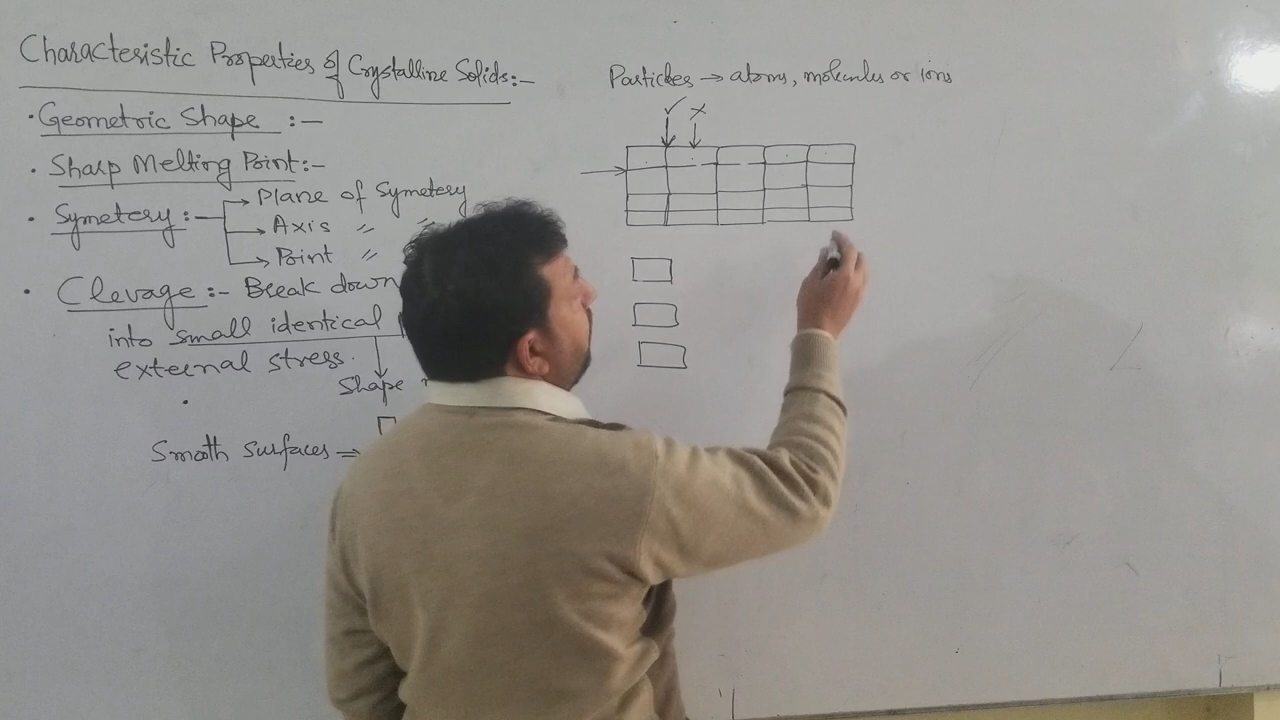 Characteristic Properties of Crystalline Solids:-
· Geometric Shape :-
· Sharp Melting Point:-
· Symetery :- → Plane of Symetery
→ Axis " "
→ Point "
· Clevage :- Break down
into small identical
external stress.
Shape
Smooth surfaces ⇒
Particles → atoms, molecules or ions
✓ ×